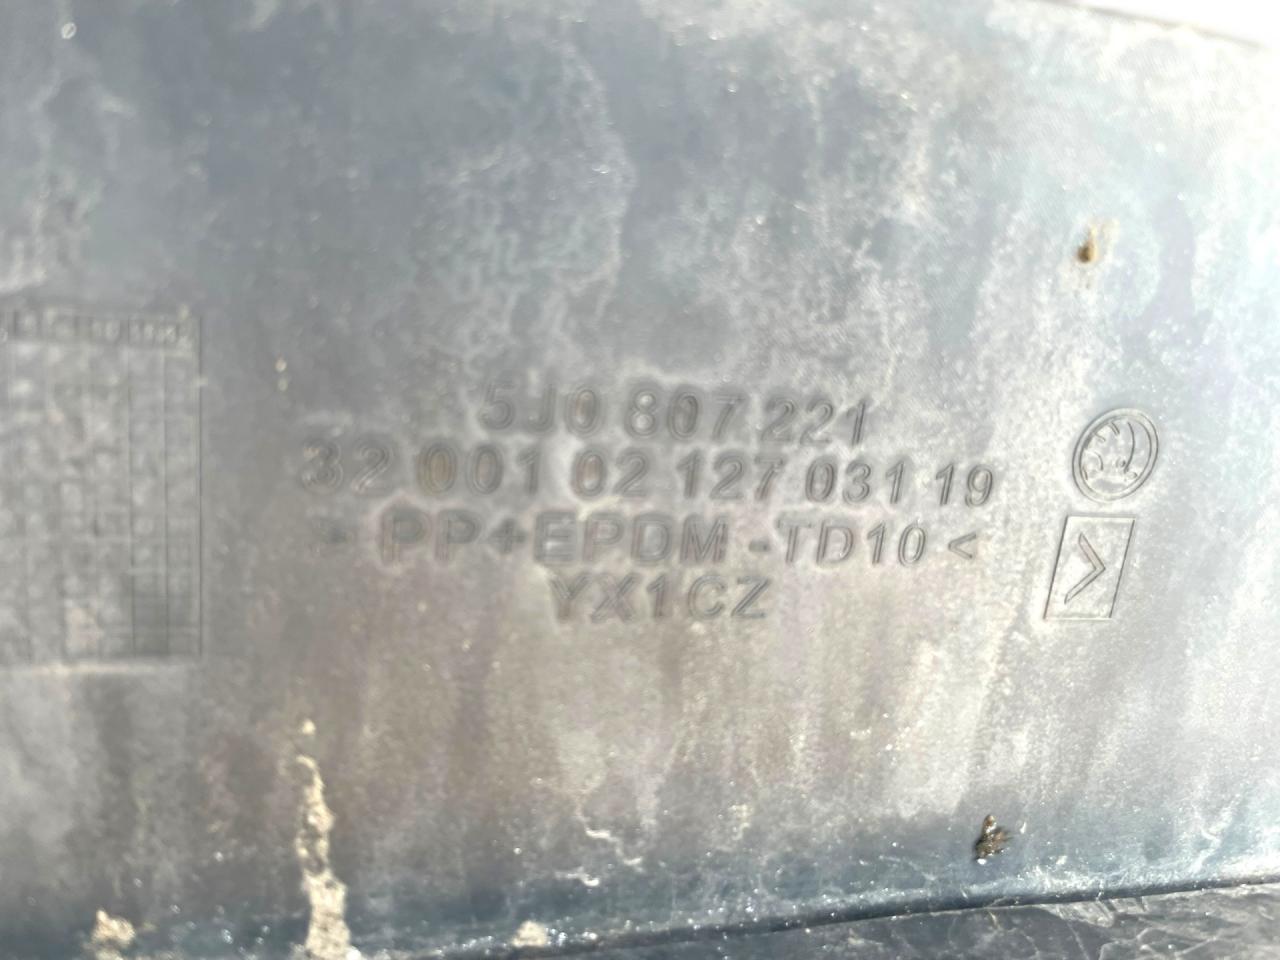 5J0 807 221
32 001 02 127 031 19
> PP+EPDM -TD10 <
YX1CZ